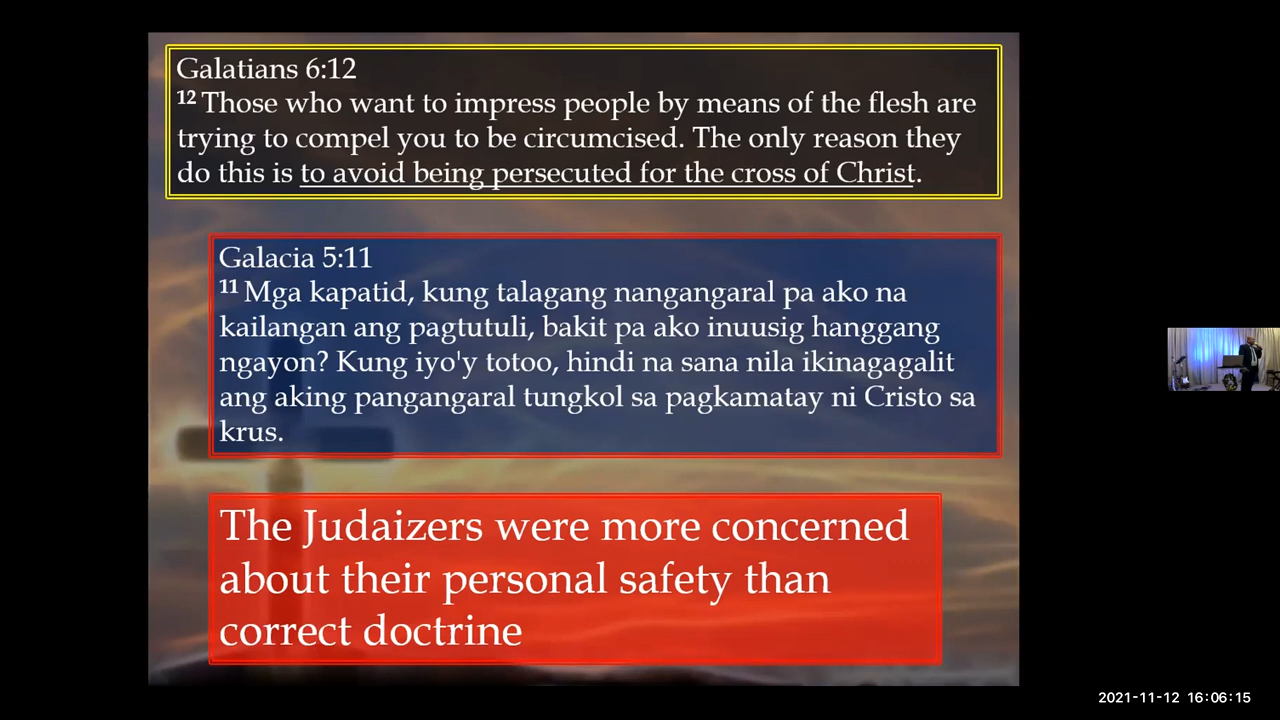 Galatians 6:12
12 Those who want to impress people by means of the flesh are
trying to compel you to be circumcised. The only reason they
do this is to avoid being persecuted for the cross of Christ.
Galacia 5:11
11 Mga kapatid, kung talagang nangangaral pa ako na
kailangan ang pagtutuli, bakit pa ako inuusig hanggang
ngayon? Kung iyo'y totoo, hindi na sana nila ikinagagalit
ang aking pangangaral tungkol sa pagkamatay ni Cristo sa
krus.
The Judaizers were more concerned
about their personal safety than
correct doctrine
2021-11-12 16:06:15